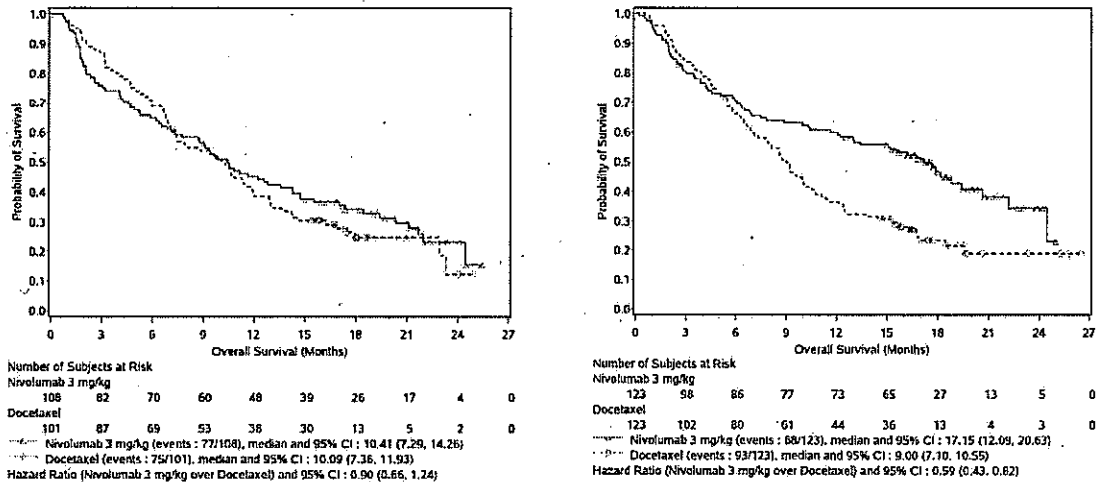 1.0
0.9
0.8
0.7
0.6
0.5
0.4
0.3
0.2
0.1
0.0
Probability of Survival
0 3 6 9 12 15 18 21 24 27
Overall Survival (Months)
Number of Subjects at Risk
Nivolumab 3 mg/kg
108 82 70 60 48 39 26 17 4 0
Docetaxel
101 87 69 53 38 30 13 5 2 0
Nivolumab 3 mg/kg (events : 77/108), median and 95% CI : 10.41 (7.29, 14.26)
Docetaxel (events : 75/101), median and 95% CI : 10.09 (7.36, 11.93)
Hazard Ratio (Nivolumab 3 mg/kg over Docetaxel) and 95% CI : 0.90 (0.66, 1.24)
1.0
0.9
0.8
0.7
0.6
0.5
0.4
0.3
0.2
0.1
0.0
Probability of Survival
0 3 6 9 12 15 18 21 24 27
Overall Survival (Months)
Number of Subjects at Risk
Nivolumab 3 mg/kg
123 98 86 77 73 65 27 13 5 0
Docetaxel
123 102 80 61 44 36 13 4 3 0
Nivolumab 3 mg/kg (events : 68/123), median and 95% CI : 17.15 (12.09, 20.63)
Docetaxel (events : 93/123), median and 95% CI : 9.00 (7.10, 10.55)
Hazard Ratio (Nivolumab 3 mg/kg over Docetaxel) and 95% CI : 0.59 (0.43, 0.82)